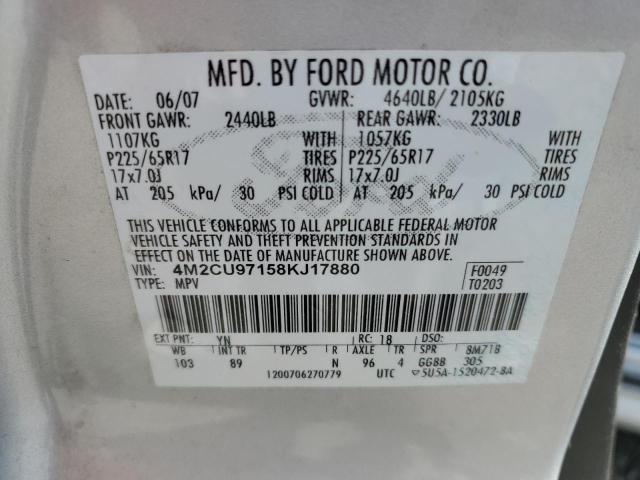 MFD. BY FORD MOTOR CO.
DATE: 06/07 GVWR: 4640LB/ 2105KG
FRONT GAWR: 2440LB REAR GAWR: 2330LB
1107KG WITH 1057KG WITH
P225/65R17 TIRES P225/65R17 TIRES
17x7.0J RIMS 17x7.0J RIMS
AT 205 kPa/ 30 PSI COLD AT 205 kPa/ 30 PSI COLD
THIS VEHICLE CONFORMS TO ALL APPLICABLE FEDERAL MOTOR
VEHICLE SAFETY AND THEFT PREVENTION STANDARDS IN
EFFECT ON THE DATE OF MANUFACTURE SHOWN ABOVE.
VIN: 4M2CU97158KJ17880 F0049
TYPE: MPV T0203
EXT PNT: YN RC: 18 DSO:
WB INT TR TP/PS R AXLE TR SPR 8M71B
103 89 N 96 4 GGBB 305
1200706270779 UTC 5U5A-1520472-BA